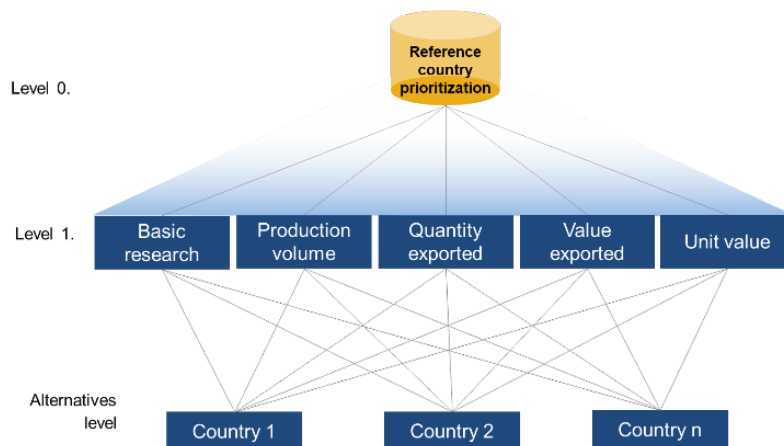 Reference
country
prioritization
Level 0.
Level 1.
Basic
research
Production
volume
Quantity
exported
Value
exported
Unit value
Alternatives
level
Country 1
Country 2
Country n